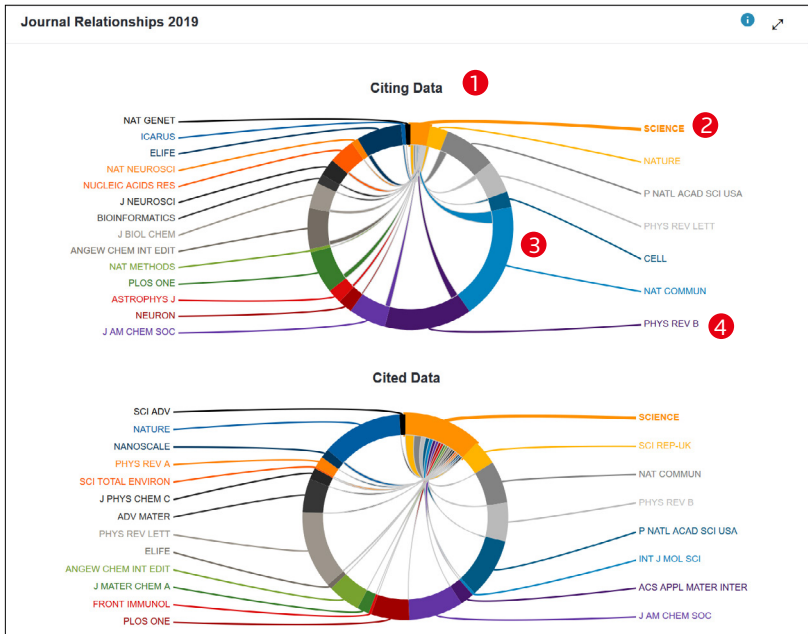 Journal Relationships 2019
i
Citing Data
1
NAT GENET
ICARUS
ELIFE
NAT NEUROSCI
NUCLEIC ACIDS RES
J NEUROSCI
BIOINFORMATICS
J BIOL CHEM
ANGEW CHEM INT EDIT
NAT METHODS
PLOS ONE
ASTROPHYS J
NEURON
J AM CHEM SOC
SCIENCE
2
NATURE
P NATL ACAD SCI USA
PHYS REV LETT
CELL
3
NAT COMMUN
PHYS REV B
4
Cited Data
SCI ADV
NATURE
NANOSCALE
PHYS REV A
SCI TOTAL ENVIRON
J PHYS CHEM C
ADV MATER
PHYS REV LETT
ELIFE
ANGEW CHEM INT EDIT
J MATER CHEM A
FRONT IMMUNOL
PLOS ONE
SCIENCE
SCI REP-UK
NAT COMMUN
PHYS REV B
P NATL ACAD SCI USA
INT J MOL SCI
ACS APPL MATER INTER
J AM CHEM SOC